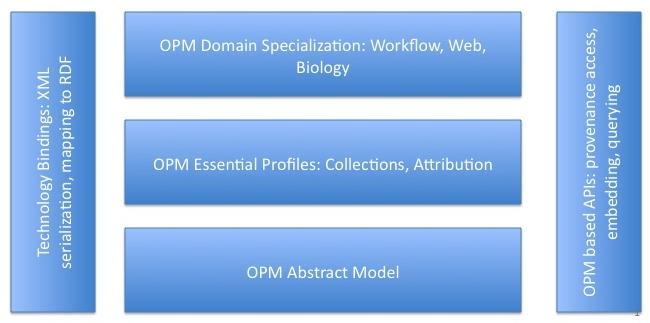 Technology Bindings: XML
serialization, mapping to RDF
OPM Domain Specialization: Workflow, Web,
Biology
OPM Essential Profiles: Collections, Attribution
OPM Abstract Model
OPM based APIs: provenance access,
embedding, querying